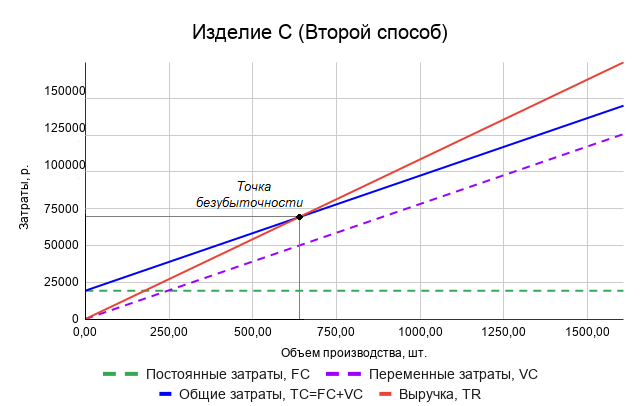 Изделие С (Второй способ)
Затраты, р.
150000
125000
100000
75000
50000
25000
0
Точка
безубыточности
0,00 250,00 500,00 750,00 1000,00 1250,00 1500,00
Объем производства, шт.
Постоянные затраты, FC Переменные затраты, VC
Общие затраты, TC=FC+VC Выручка, TR